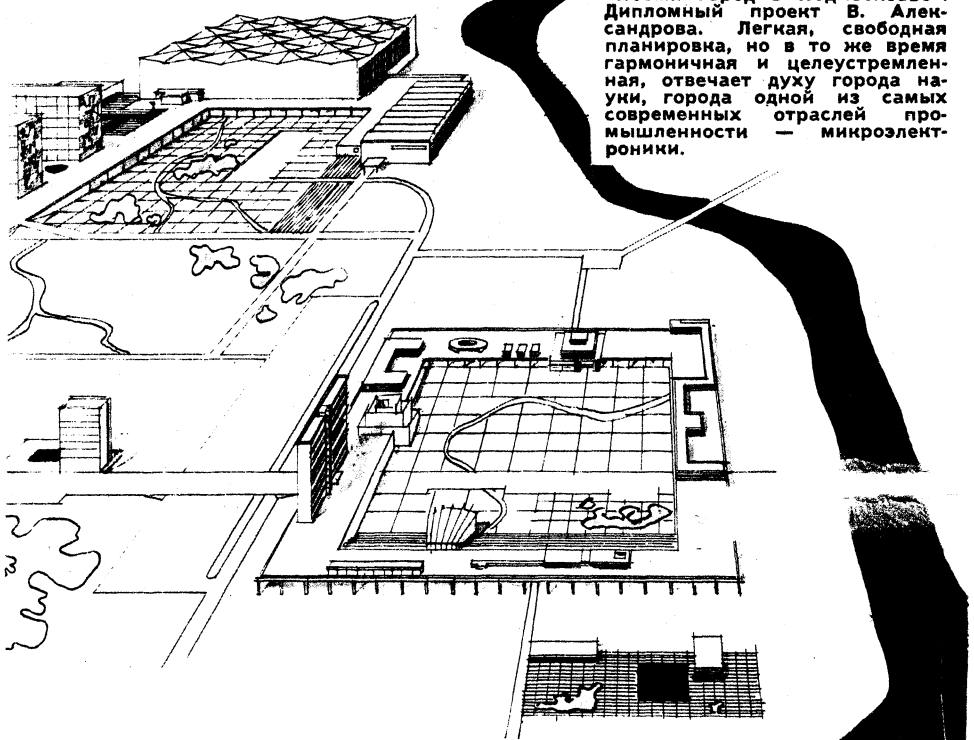 Дипломный проект В. Алек-
сандрова. Легкая, свободная
планировка, но в то же время
гармоничная и целеустремлен-
ная, отвечает духу города на-
уки, города одной из самых
современных отраслей про-
мышленности — микроэлект-
роники.